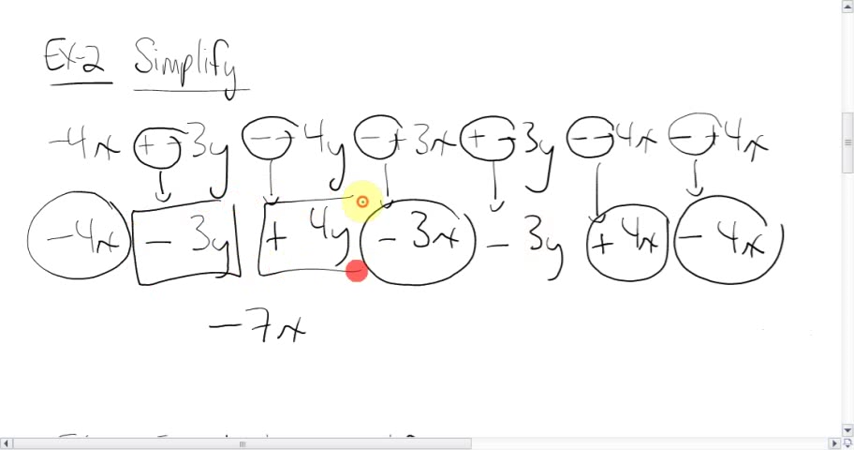 Ex-2 Simplify
-4x + - 3y - - 4y - + 3x + - 3y - - 4x - + 4x
-4x - 3y + 4y - 3x - 3y + 4x - 4x
-7x